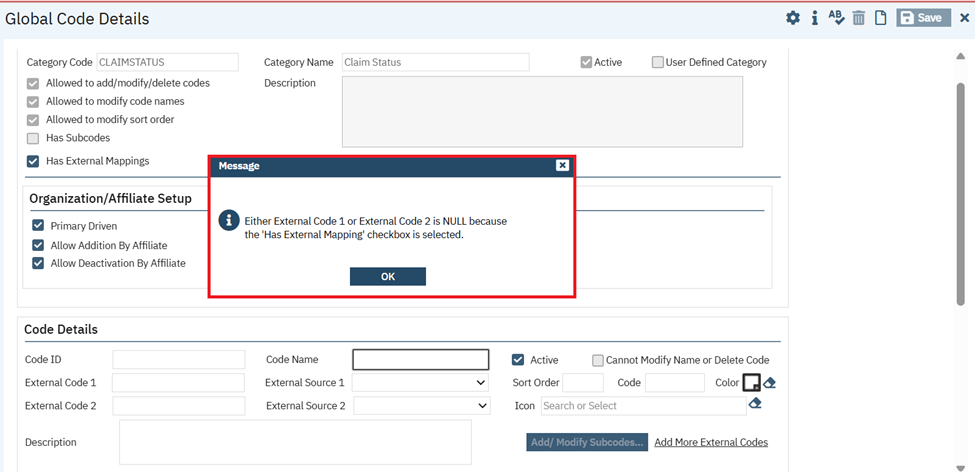 Global Code Details
Save
Category Code CLAIMSTATUS
Category Name Claim Status
Active
User Defined Category
Allowed to add/modify/delete codes
Description
Allowed to modify code names
Allowed to modify sort order
Has Subcodes
Has External Mappings
Message
Either External Code 1 or External Code 2 is NULL because
the 'Has External Mapping' checkbox is selected.
OK
Organization/Affiliate Setup
Primary Driven
Allow Addition By Affiliate
Allow Deactivation By Affiliate
Code Details
Code ID
Code Name
Active
Cannot Modify Name or Delete Code
External Code 1
External Source 1
Sort Order
Code
Color
External Code 2
External Source 2
Icon Search or Select
Description
Add/ Modify Subcodes...
Add More External Codes